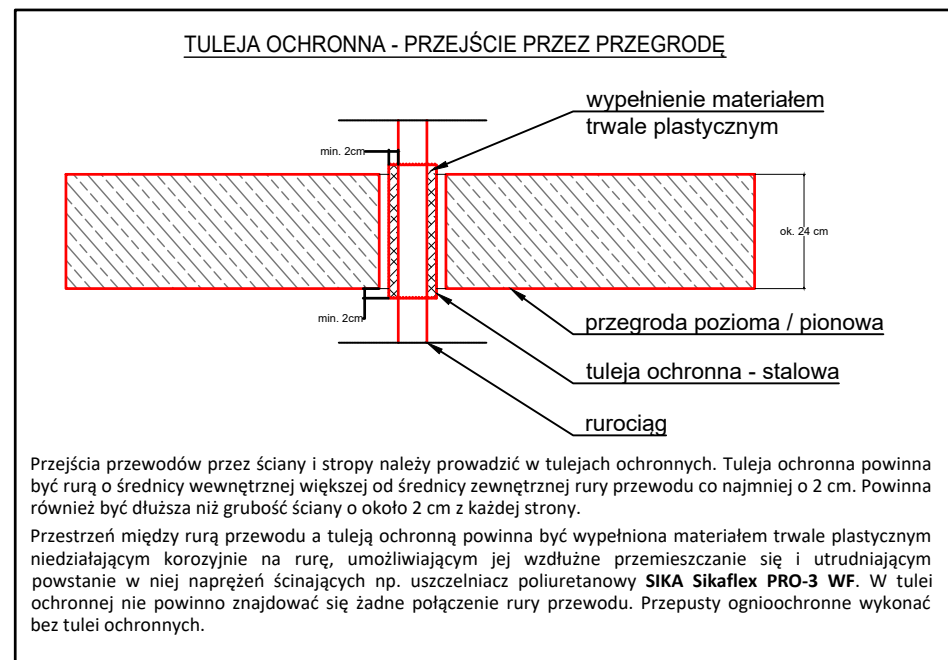 TULEJA OCHRONNA - PRZEJŚCIE PRZEZ PRZEGRODĘ
wypełnienie materiałem
trwale plastycznym
min. 2cm
ok. 24 cm
min. 2cm
przegroda pozioma / pionowa
tuleja ochronna - stalowa
rurociąg
Przejścia przewodów przez ściany i stropy należy prowadzić w tulejach ochronnych. Tuleja ochronna powinna
być rurą o średnicy wewnętrznej większej od średnicy zewnętrznej rury przewodu co najmniej o 2 cm. Powinna
również być dłuższa niż grubość ściany o około 2 cm z każdej strony.
Przestrzeń między rurą przewodu a tuleją ochronną powinna być wypełniona materiałem trwale plastycznym
niedziałającym korozyjnie na rurę, umożliwiającym jej wzdłużne przemieszczanie się i utrudniającym
powstanie w niej naprężeń ścinających np. uszczelniacz poliuretanowy SIKA Sikaflex PRO-3 WF. W tulei
ochronnej nie powinno znajdować się żadne połączenie rury przewodu. Przepusty ognioochronne wykonać
bez tulei ochronnych.